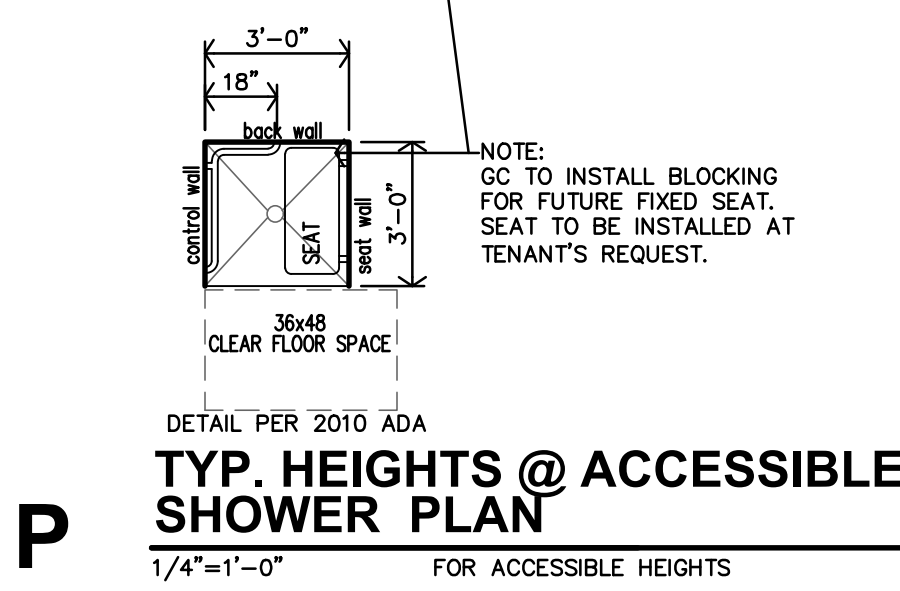 3'-0"
18"
back wall
control wall
SEAT
seat wall
3'-0"
NOTE:
GC TO INSTALL BLOCKING
FOR FUTURE FIXED SEAT.
SEAT TO BE INSTALLED AT
TENANT'S REQUEST.
36x48
CLEAR FLOOR SPACE
DETAIL PER 2010 ADA
TYP. HEIGHTS @ ACCESSIBLE
SHOWER PLAN
P
1/4"=1'-0"
FOR ACCESSIBLE HEIGHTS